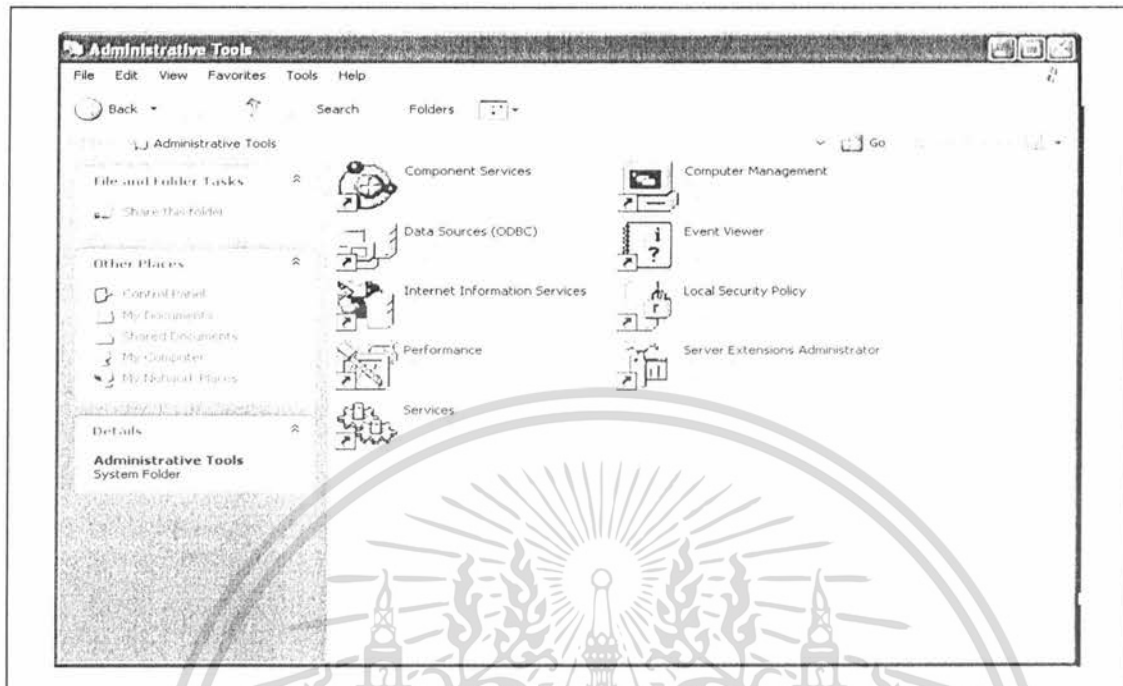 Administrative Tools
File Edit View Favorites Tools Help
Back Search Folders
Administrative Tools Go
File and Folder Tasks
Share this folder
Other Places
Control Panel
My Documents
Shared Documents
My Computer
My Network Places
Details
Administrative Tools
System Folder
Component Services
Computer Management
Data Sources (ODBC)
Event Viewer
Internet Information Services
Local Security Policy
Performance
Server Extensions Administrator
Services